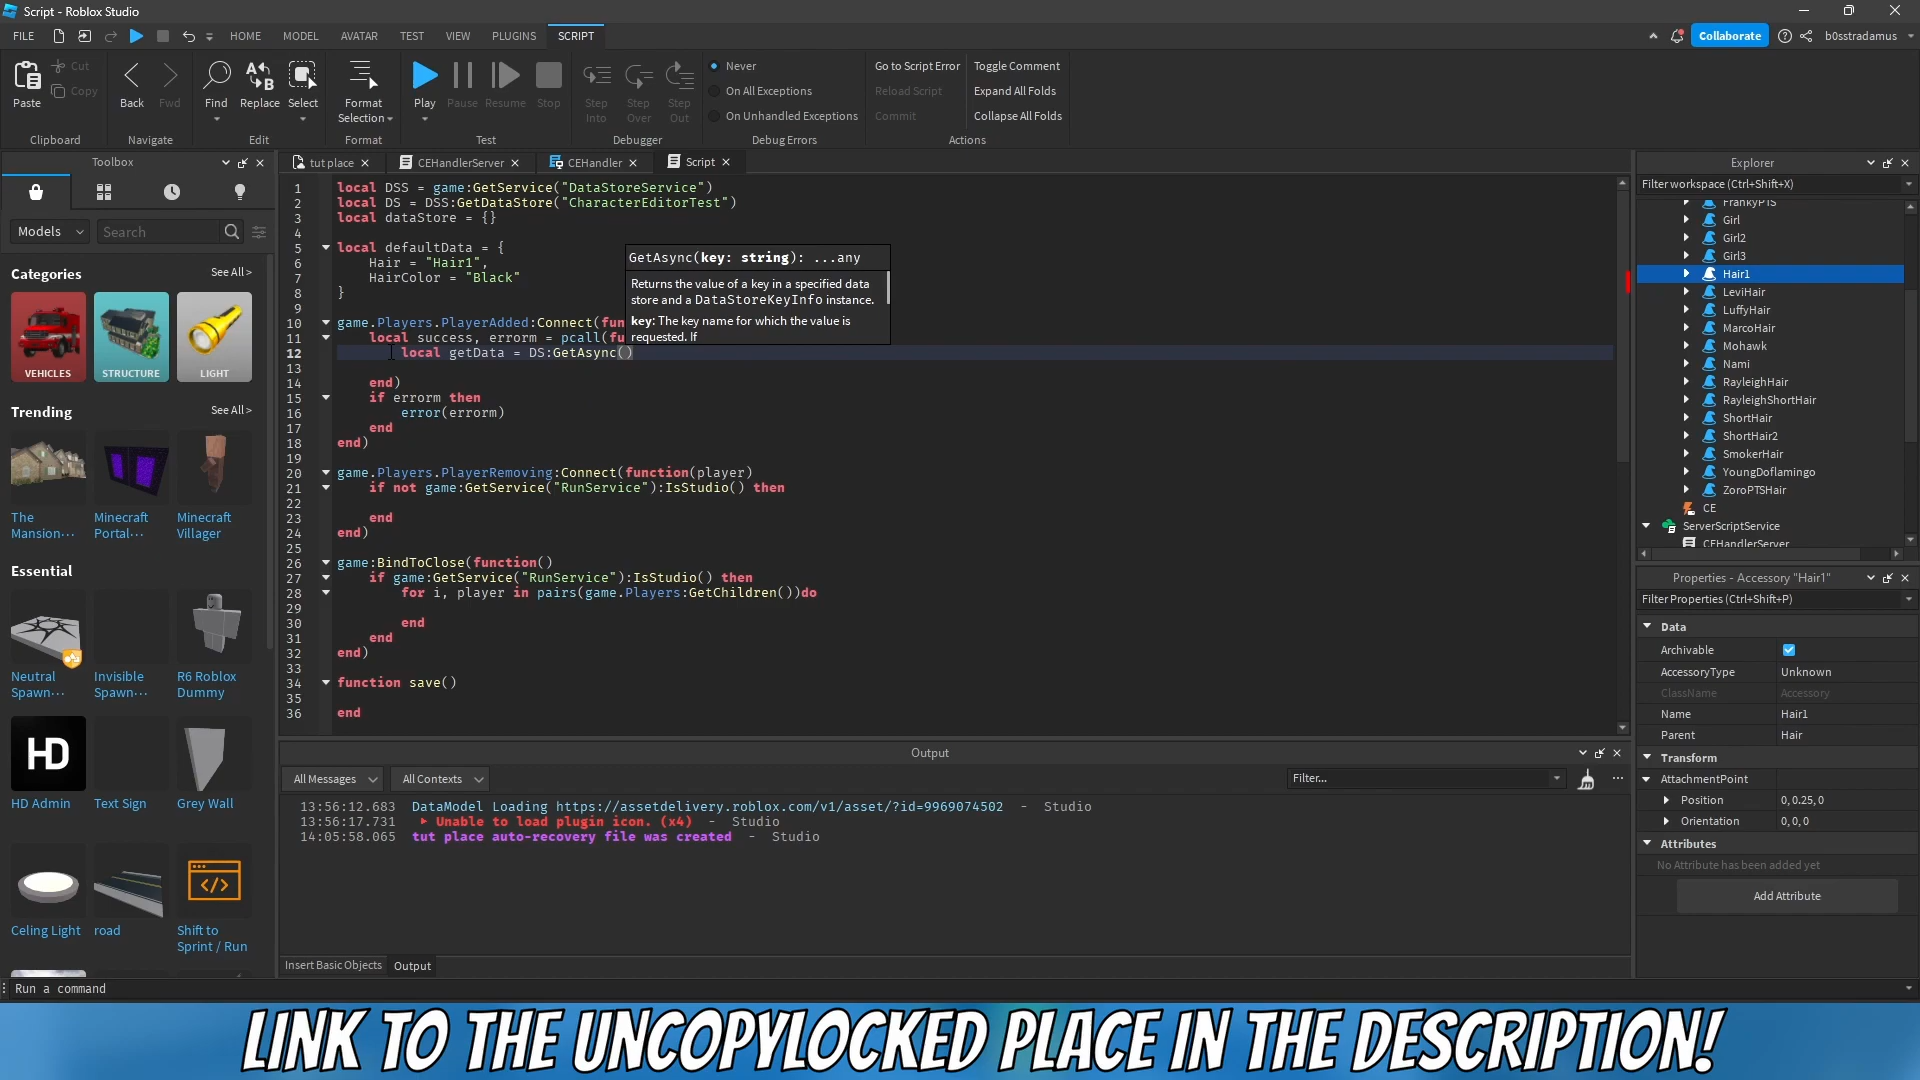 Script - Roblox Studio
FILE HOME MODEL AVATAR TEST VIEW PLUGINS SCRIPT Collaborate b0sstradamus
Paste Cut Copy Back Fwd Find Replace Select Format Selection Play Pause Resume Stop Step Into Step Over Step Out
Never Go to Script Error Toggle Comment
On All Exceptions Reload Script Expand All Folds
On Unhandled Exceptions Commit Collapse All Folds
Clipboard Navigate Edit Format Test Debugger Debug Errors Actions
Toolbox
Models Search
Categories See All >
VEHICLES STRUCTURE LIGHT
Trending See All >
The Mansion··· Minecraft Portal··· Minecraft Villager
Essential
Neutral Spawn··· Invisible Spawn··· R6 Roblox Dummy
HD
HD Admin Text Sign Grey Wall
Celing Light road Shift to Sprint / Run
tut place CEHandlerServer CEHandler Script
1 local DSS = game:GetService("DataStoreService")
2 local DS = DSS:GetDataStore("CharacterEditorTest")
3 local dataStore = {}
4
5 local defaultData = {
6 Hair = "Hair1",
7 HairColor = "Black"
8 }
9
10 game.Players.PlayerAdded:Connect(fun
11 local success, errorm = pcall(fu
12 local getData = DS:GetAsync()
13
14 end)
15 if errorm then
16 error(errorm)
17 end
18 end)
19
20 game.Players.PlayerRemoving:Connect(function(player)
21 if not game:GetService("RunService"):IsStudio() then
22
23 end
24 end)
25
26 game:BindToClose(function()
27 if game:GetService("RunService"):IsStudio() then
28 for i, player in pairs(game.Players:GetChildren())do
29
30 end
31 end
32 end)
33
34 function save()
35
36 end
GetAsync(key: string): ...any
Returns the value of a key in a specified data
store and a DataStoreKeyInfo instance.
key: The key name for which the value is
requested. If
Output
All Messages All Contexts Filter...
13:56:12.683 DataModel Loading https://assetdelivery.roblox.com/v1/asset/?id=9969074502 - Studio
13:56:17.731 Unable to load plugin icon. (x4) - Studio
14:05:58.065 tut place auto-recovery file was created - Studio
Insert Basic Objects Output
Run a command
Explorer
Filter workspace (Ctrl+Shift+X)
FrankyPTS
Girl
Girl2
Girl3
Hair1
LeviHair
LuffyHair
MarcoHair
Mohawk
Nami
RayleighHair
RayleighShortHair
ShortHair
ShortHair2
SmokerHair
YoungDoflamingo
ZoroPTSHair
CE
ServerScriptService
CEHandlerServer
Properties - Accessory "Hair1"
Filter Properties (Ctrl+Shift+P)
Data
Archivable
AccessoryType Unknown
ClassName Accessory
Name Hair1
Parent Hair
Transform
AttachmentPoint
Position 0, 0.25, 0
Orientation 0, 0, 0
Attributes
No Attribute has been added yet
Add Attribute
LINK TO THE UNCOPYLOCKED PLACE IN THE DESCRIPTION!